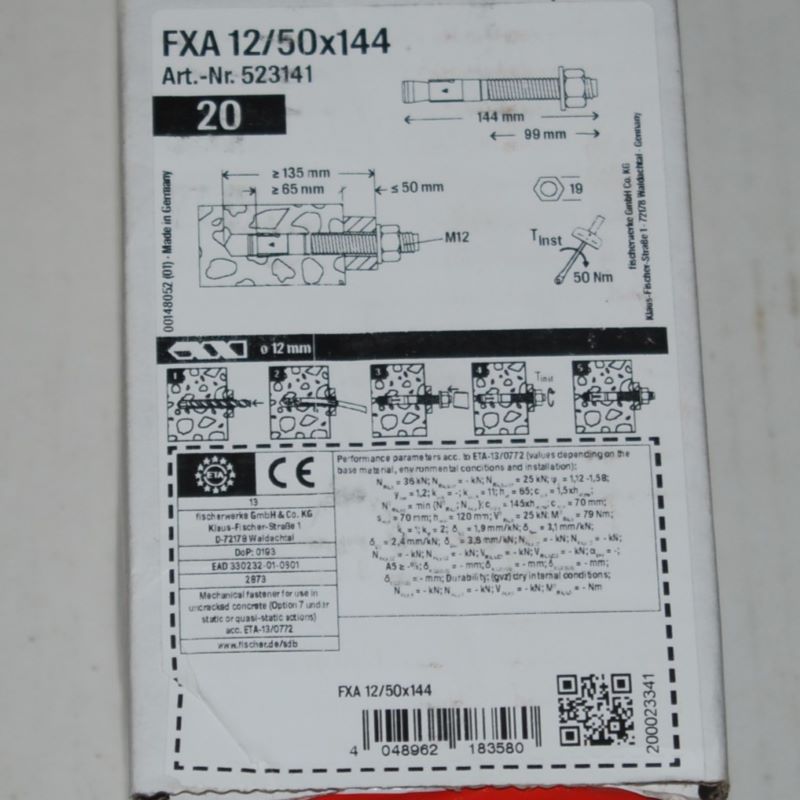 FXA 12/50x144
Art.-Nr. 523141
20
144 mm
99 mm
≥ 135 mm
≥ 65 mm
≤ 50 mm
19
M12
Tinst
50 Nm
00148052 (01) · Made in Germany
fischerwerke GmbH & Co. KG
Klaus-Fischer-Straße 1 · 72178 Waldachtal · Germany
ø 12 mm
1
2
3
4
Tinst
5
ETA
CE
13
fischerwerke GmbH & Co. KG
Klaus-Fischer-Straße 1
D-72178 Waldachtal
DoP: 0193
EAD 330232-01-0601
2873
Mechanical fastener for use in
uncracked concrete (Option 7 under
static or quasi-static actions)
acc. ETA-13/0772
www.fischer.de/sdb
Performance parameters acc. to ETA-13/0772 (values depending on the
base material, environmental conditions and installation):
FXA 12/50x144
4 048962 183580
200023341